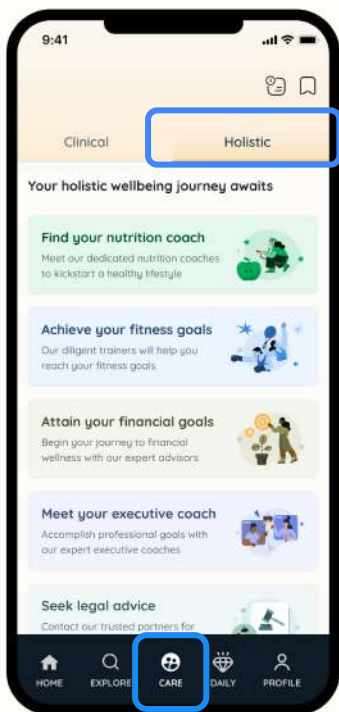 9:41
Clinical
Holistic
Your holistic wellbeing journey awaits
Find your nutrition coach
Meet our dedicated nutrition coaches
to kickstart a healthy lifestyle
Achieve your fitness goals
Our diligent trainers will help you
reach your fitness goals
Attain your financial goals
Begin your journey to financial
wellness with our expert advisors
Meet your executive coach
Accomplish professional goals with
our expert executive coaches
Seek legal advice
Contact our trusted partners for
HOME EXPLORE CARE DAILY PROFILE